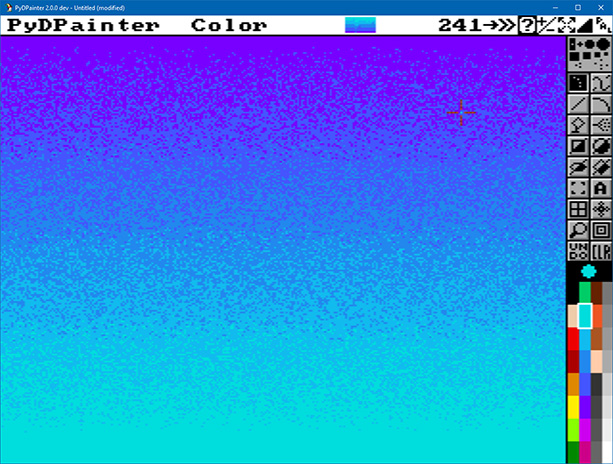 PyDPainter 2.0.0 dev - Untitled (modified)
PyDPainter Color 241
?
A
UN
DO CLR